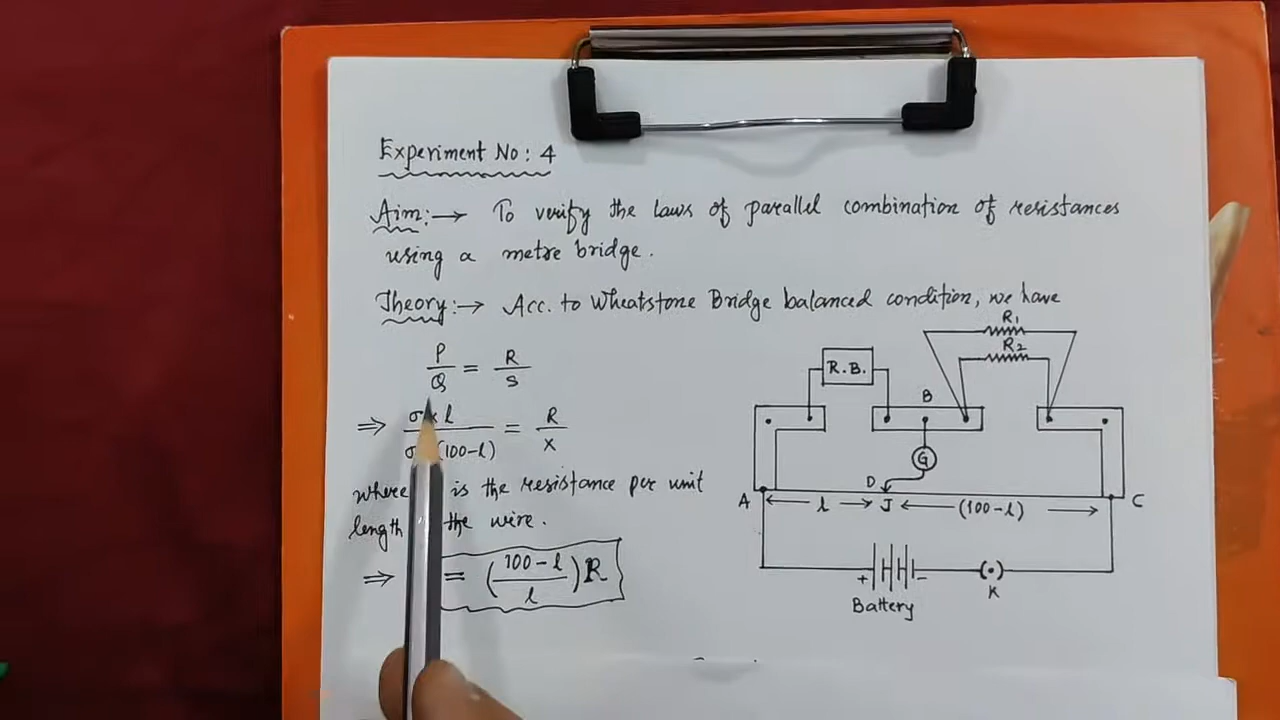 Experiment No: 4
Aim:→ To verify the laws of parallel combination of resistances
using a metre bridge.
Theory:→ Acc. to Wheatstone Bridge balanced condition, we have
P/Q = R/S
⇒ σ×l / σ (100-l) = R/X
where is the resistance per unit
length the wire.
⇒ = (100-l / l) R
R1
R2
R.B.
B
G
D
A l J (100-l) C
+ - K
Battery